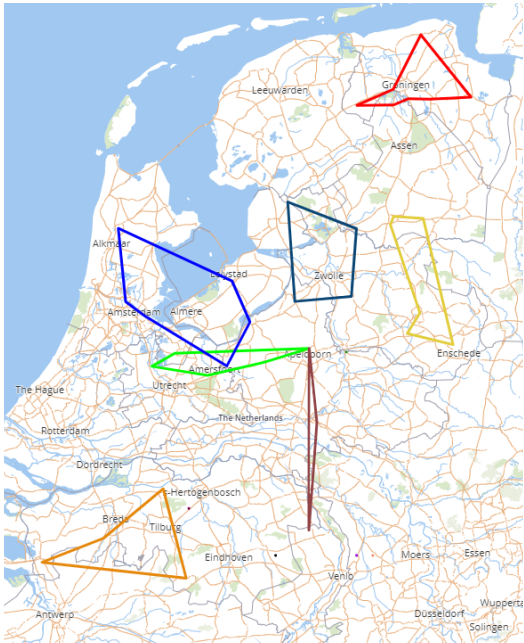 Groningen
Leeuwarden
Assen
Alkmaar
Lelystad
Zwolle
Amsterdam
Almere
Enschede
Apeldoorn
Amersfoort
Utrecht
The Hague
The Netherlands
Rotterdam
Dordrecht
's-Hertogenbosch
Breda
Tilburg
Eindhoven
Moers
Essen
Venlo
Antwerp
Düsseldorf
Wupperta
Solingen